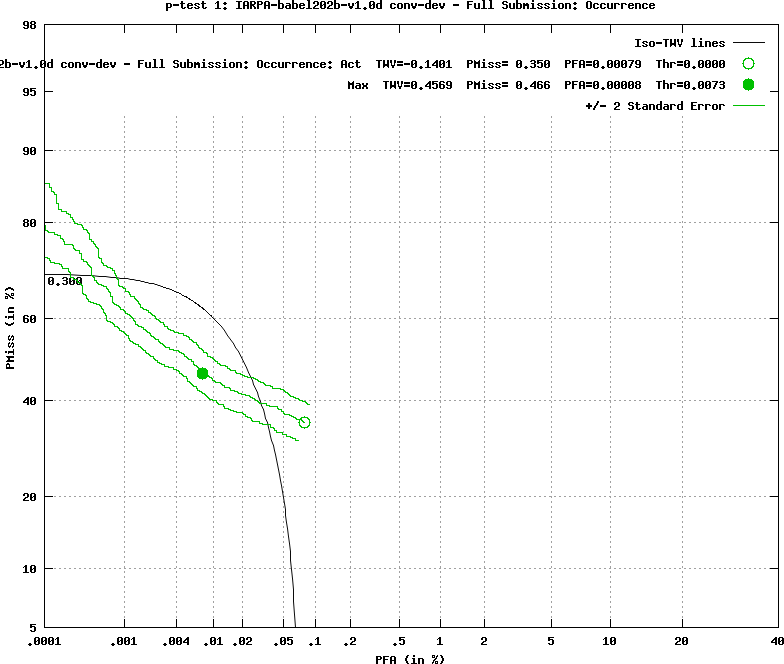 p-test 1: IARPA-babel202b-v1.0d conv-dev - Full Submission: Occurrence
Iso-TWV lines
2b-v1.0d conv-dev - Full Submission: Occurrence: Act TWV=-0.1401 PMiss= 0.350 PFA=0.00079 Thr=0.0000
Max TWV=0.4569 PMiss= 0.466 PFA=0.00008 Thr=0.0073
+/- 2 Standard Error
98
95
90
80
60
40
20
10
5
0.300
PMiss (in %)
.0001 .001 .004 .01 .02 .05 .1 .2 .5 1 2 5 10 20 40
PFA (in %)